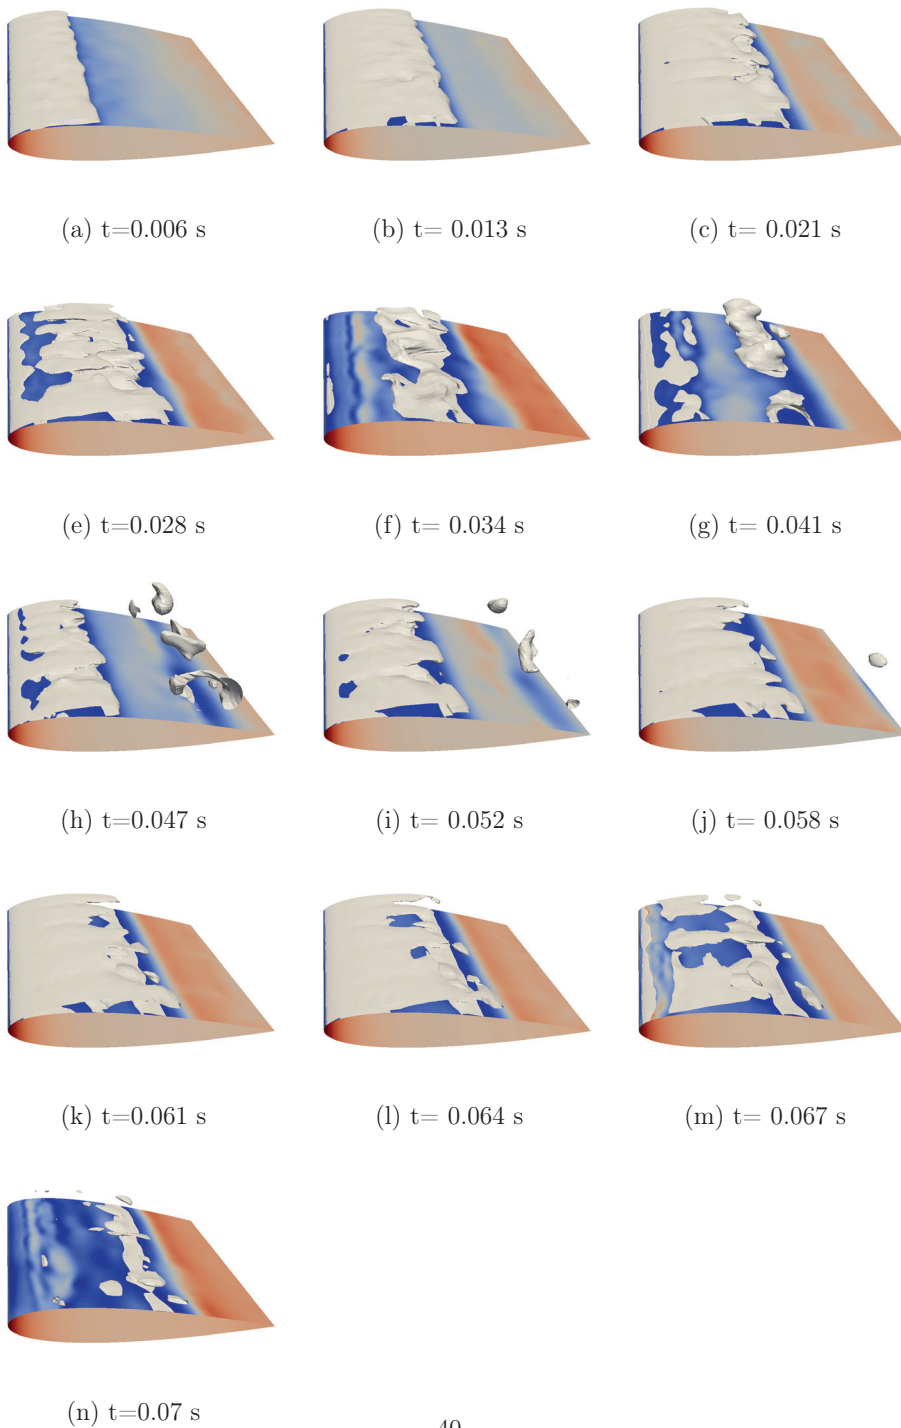 (a) t=0.006 s (b) t= 0.013 s (c) t= 0.021 s
(e) t=0.028 s (f) t= 0.034 s (g) t= 0.041 s
(h) t=0.047 s (i) t= 0.052 s (j) t= 0.058 s
(k) t=0.061 s (l) t= 0.064 s (m) t= 0.067 s
(n) t=0.07 s